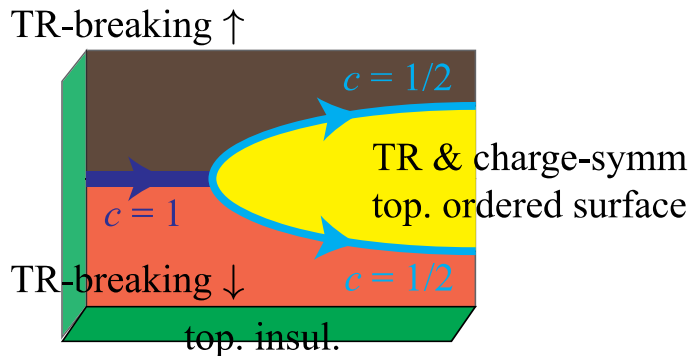 TR-breaking ↑
c = 1/2
TR & charge-symm
top. ordered surface
c = 1
TR-breaking ↓
c = 1/2
top. insul.